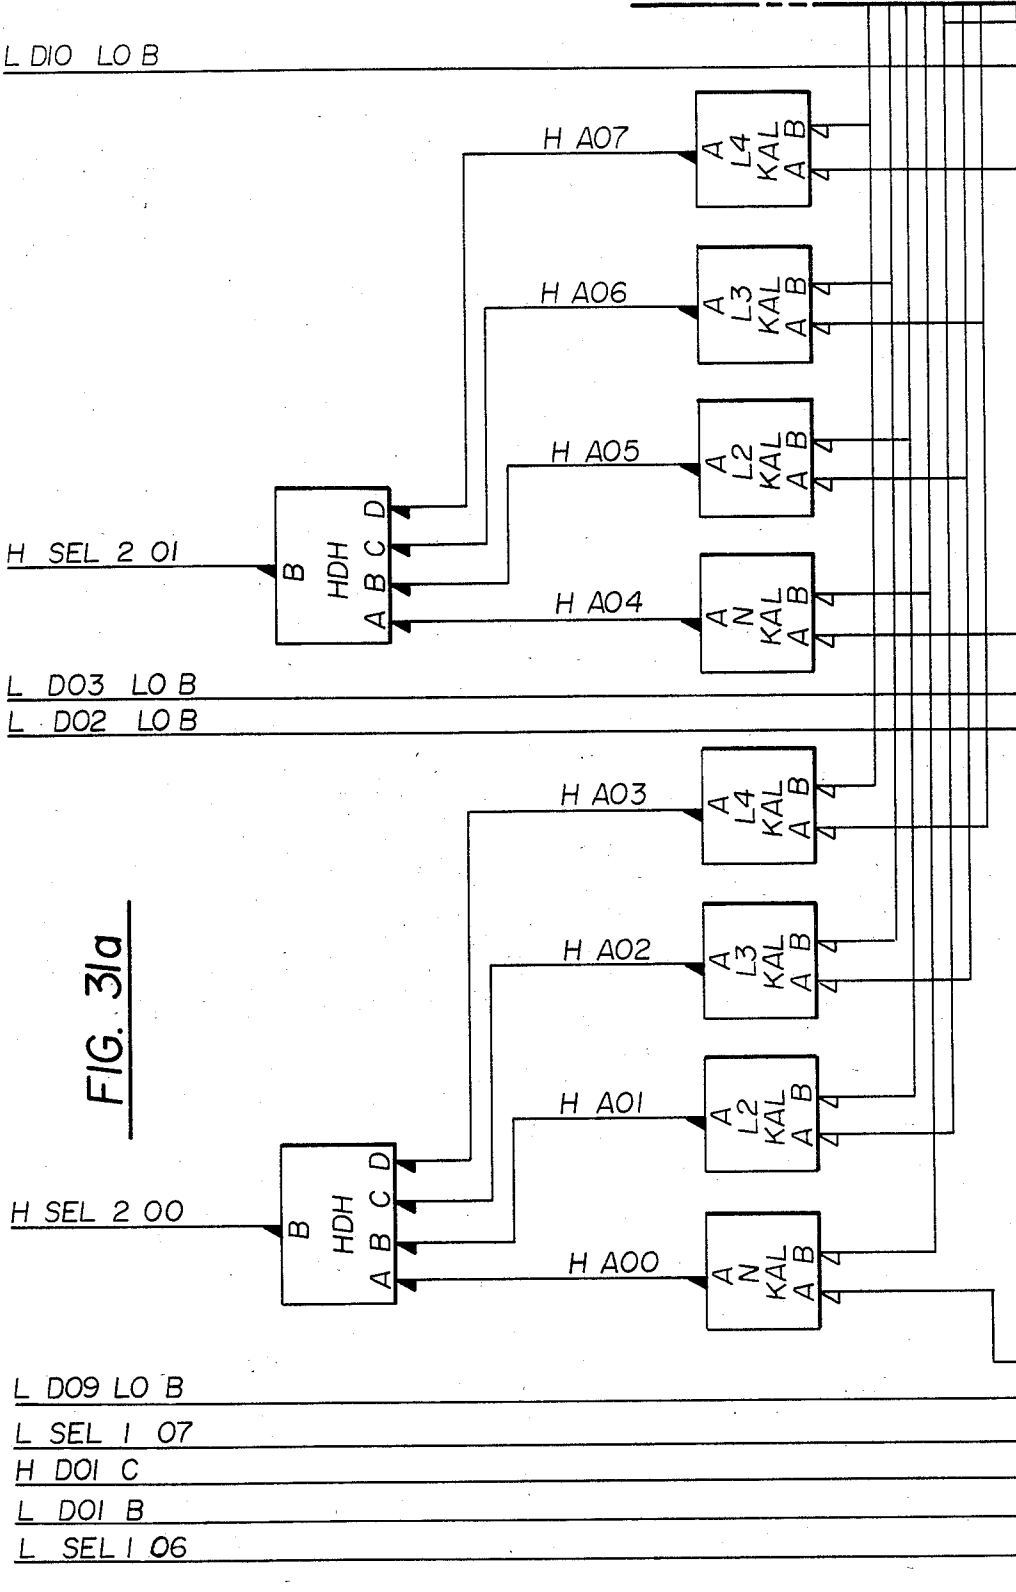 L D10 LO B
H A07
A
L4
KAL
A B
H A06
A
L3
KAL
A B
H A05
A
L2
KAL
A B
H SEL 2 01
B
HDH
A B C D
H A04
A
N
KAL
A B
L D03 LO B
L D02 LO B
H A03
A
L4
KAL
A B
FIG. 31a
H A02
A
L3
KAL
A B
H A01
A
L2
KAL
A B
H SEL 2 00
B
HDH
A B C D
H A00
A
N
KAL
A B
L D09 LO B
L SEL 1 07
H D01 C
L D01 B
L SEL 1 06